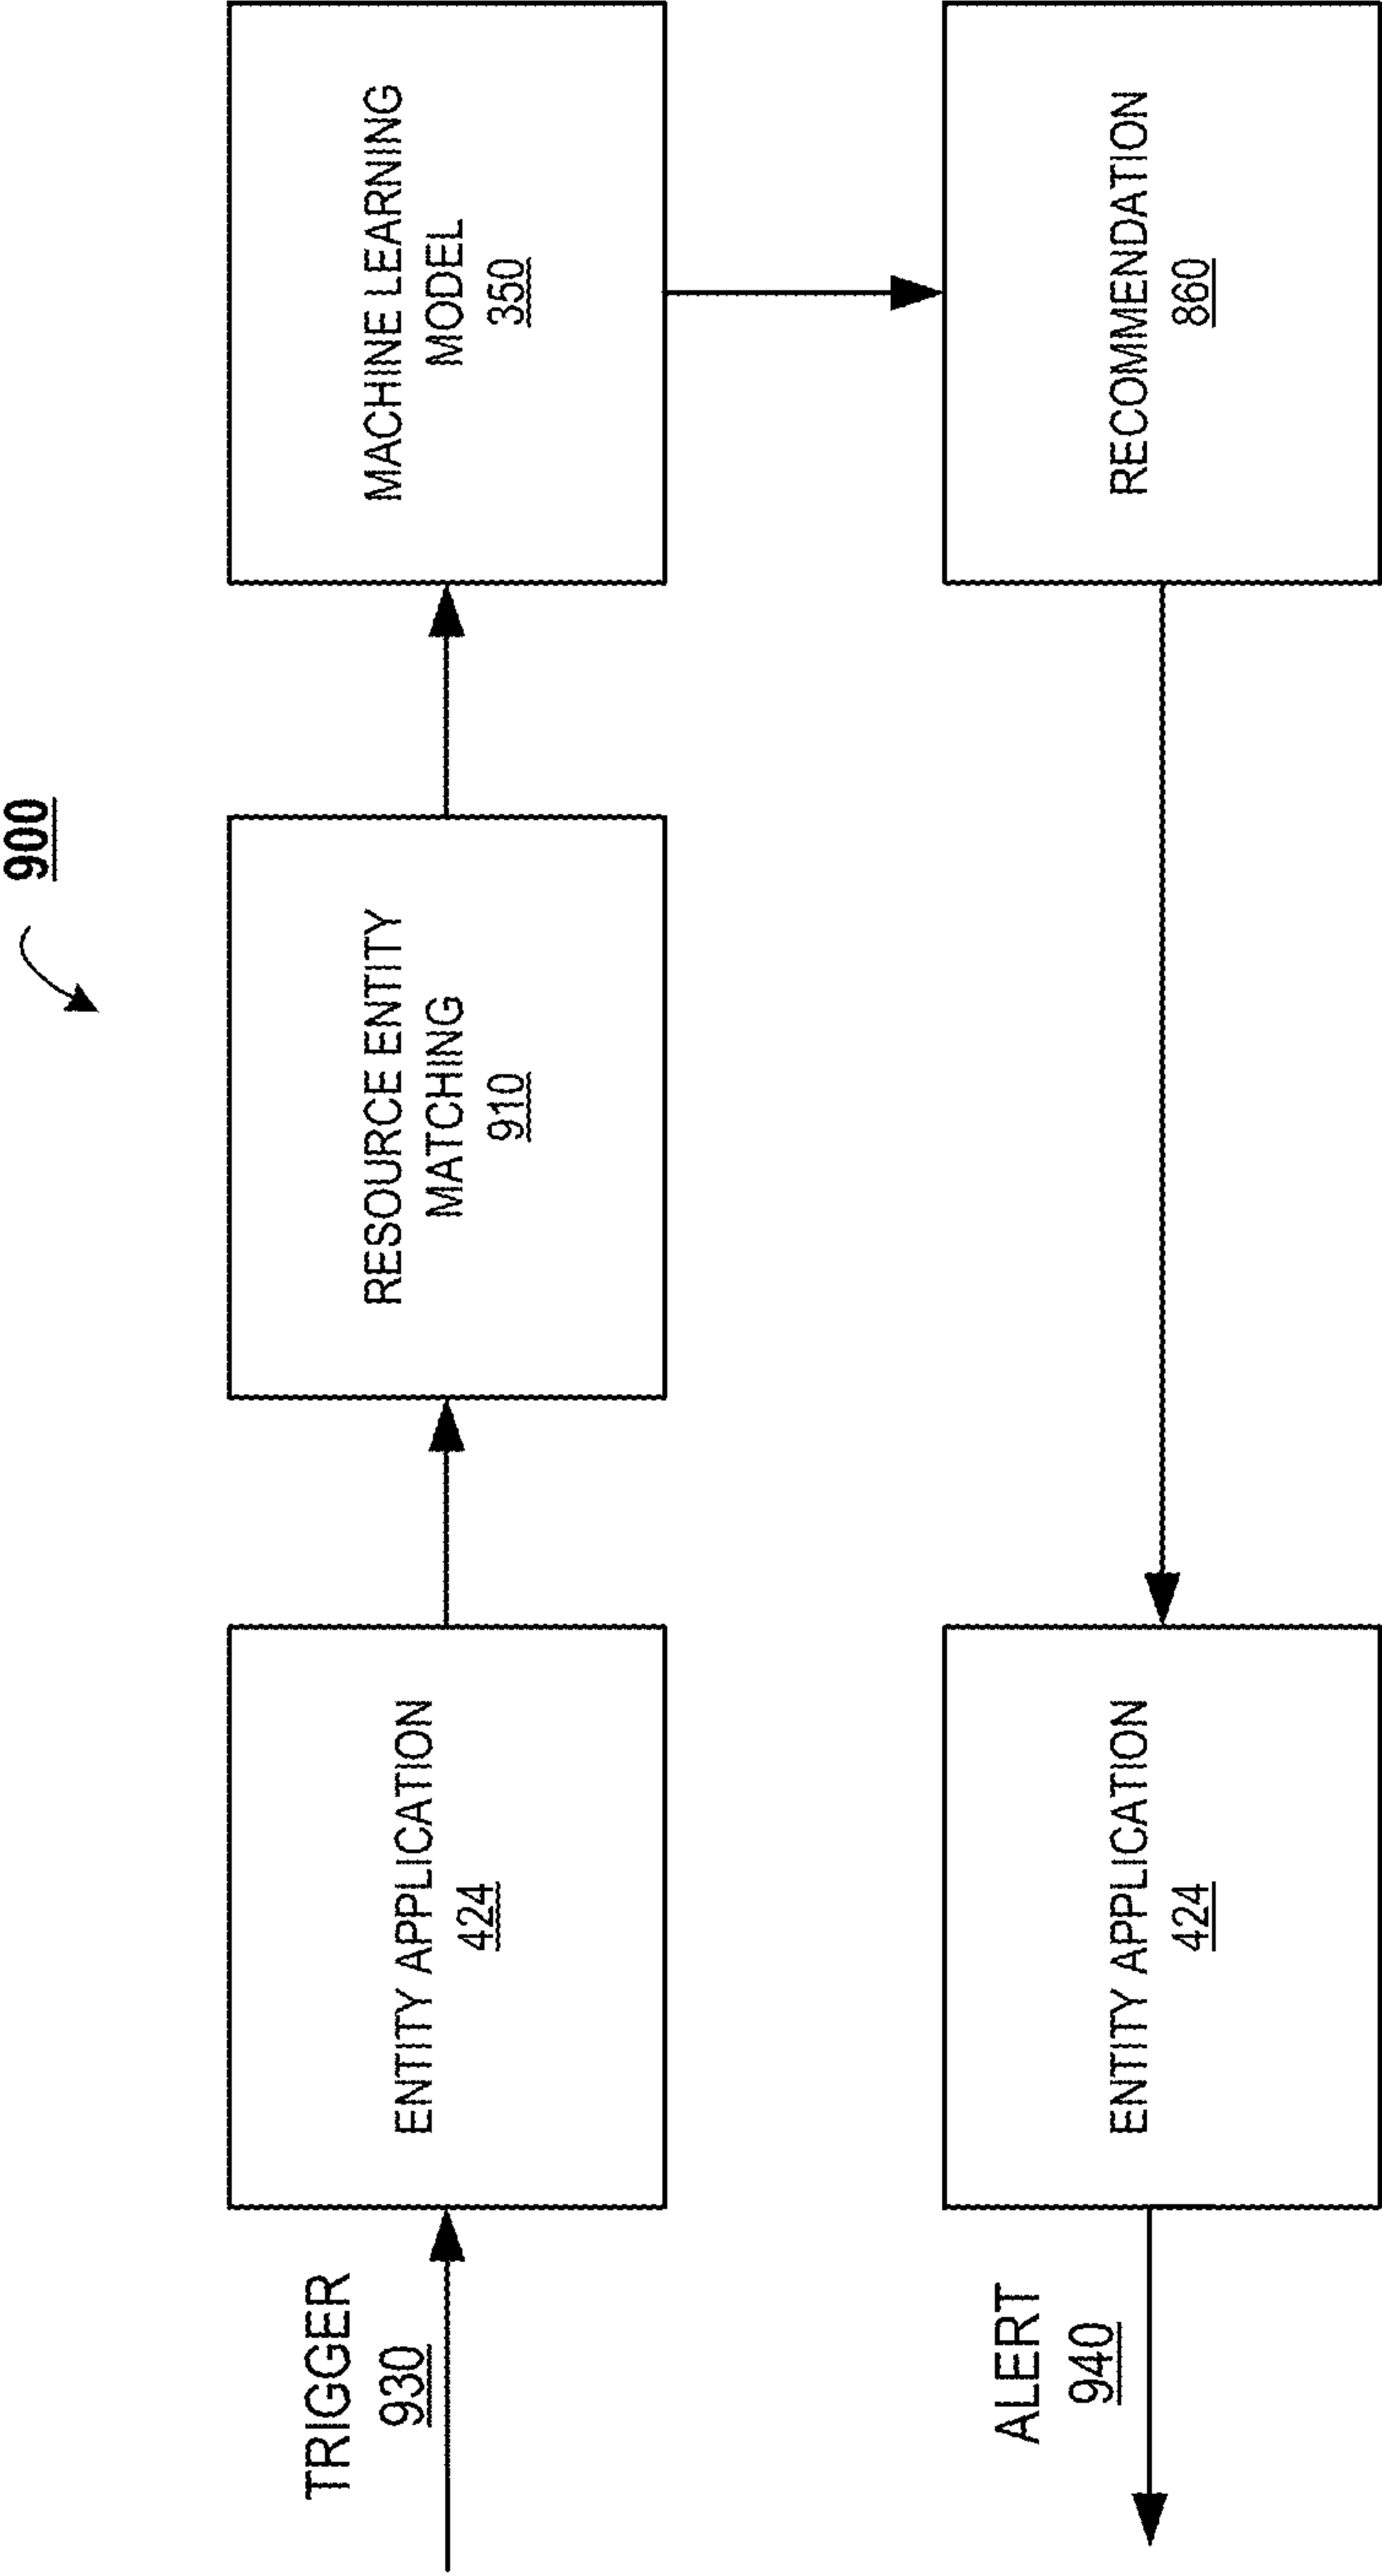 900
TRIGGER
930
ENTITY APPLICATION
424
RESOURCE ENTITY
MATCHING
910
MACHINE LEARNING
MODEL
350
ALERT
940
ENTITY APPLICATION
424
RECOMMENDATION
860